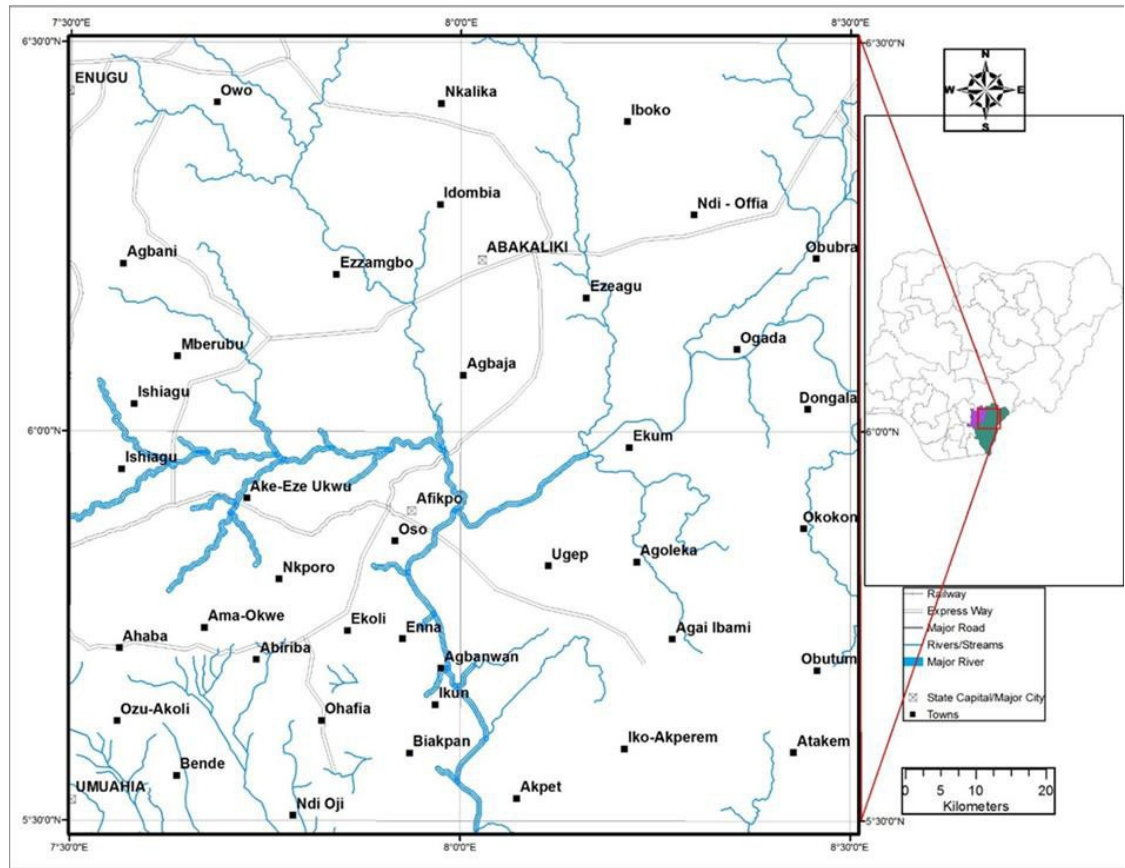 7°30'0"E
8°0'0"E
8°30'0"E
6°30'0"N
6°30'0"N
N
W
E
S
ENUGU
Owo
Nkalika
Iboko
Idombia
Ndi - Offia
Agbani
Ezzamgbo
ABAKALIKI
Obubra
Ezeagu
Mberubu
Ogada
Agbaja
Ishiagu
Dongala
6°0'0"N
6°0'0"N
Ekum
Ishiagu
Ake-Eze Ukwu
Afikpo
Okokon
Oso
Ugep
Agoleka
Nkporo
Ama-Okwe
Ekoli
Enna
Agai Ibami
Ahaba
Abiriba
Agbanwan
Obutum
Ikun
Ozu-Akoli
Ohafia
Biakpan
Iko-Akperem
Atakem
Bende
UMUAHIA
Akpet
Ndi Oji
5°30'0"N
5°30'0"N
7°30'0"E
8°0'0"E
8°30'0"E
Railway
Express Way
Major Road
Rivers/Streams
Major River
State Capital/Major City
Towns
0 5 10 20
Kilometers